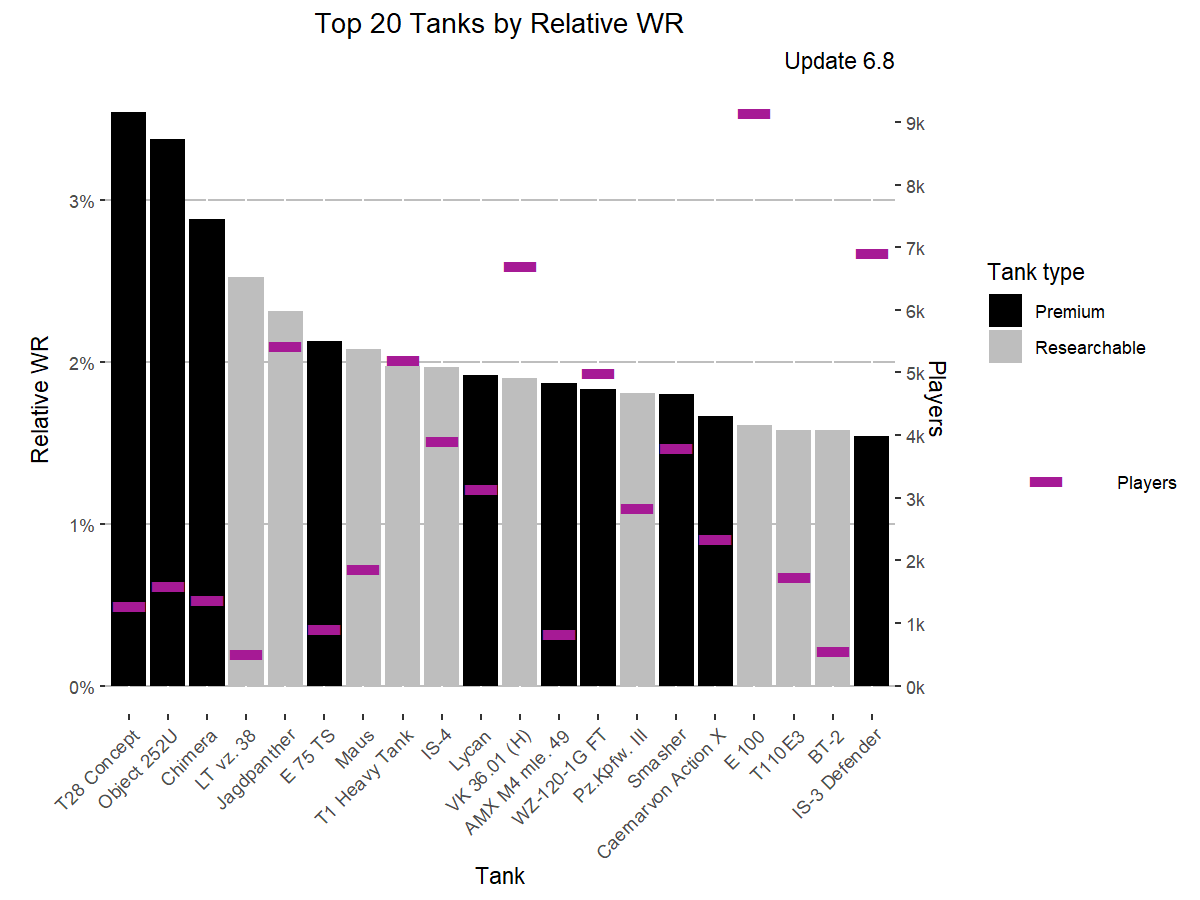 Top 20 Tanks by Relative WR
Update 6.8
Relative WR
3%
2%
1%
0%
9k
8k
7k
6k
5k
4k
3k
2k
1k
0k
Players
T28 Concept
Object 252U
Chimera
LT vz. 38
Jagdpanther
E 75 TS
Maus
T1 Heavy Tank
IS-4
Lycan
VK 36.01 (H)
AMX M4 mle. 49
WZ-120-1G FT
Pz.Kpfw. III
Smasher
Caernarvon Action X
E 100
T110E3
BT-2
IS-3 Defender
Tank
Tank type
Premium
Researchable
Players